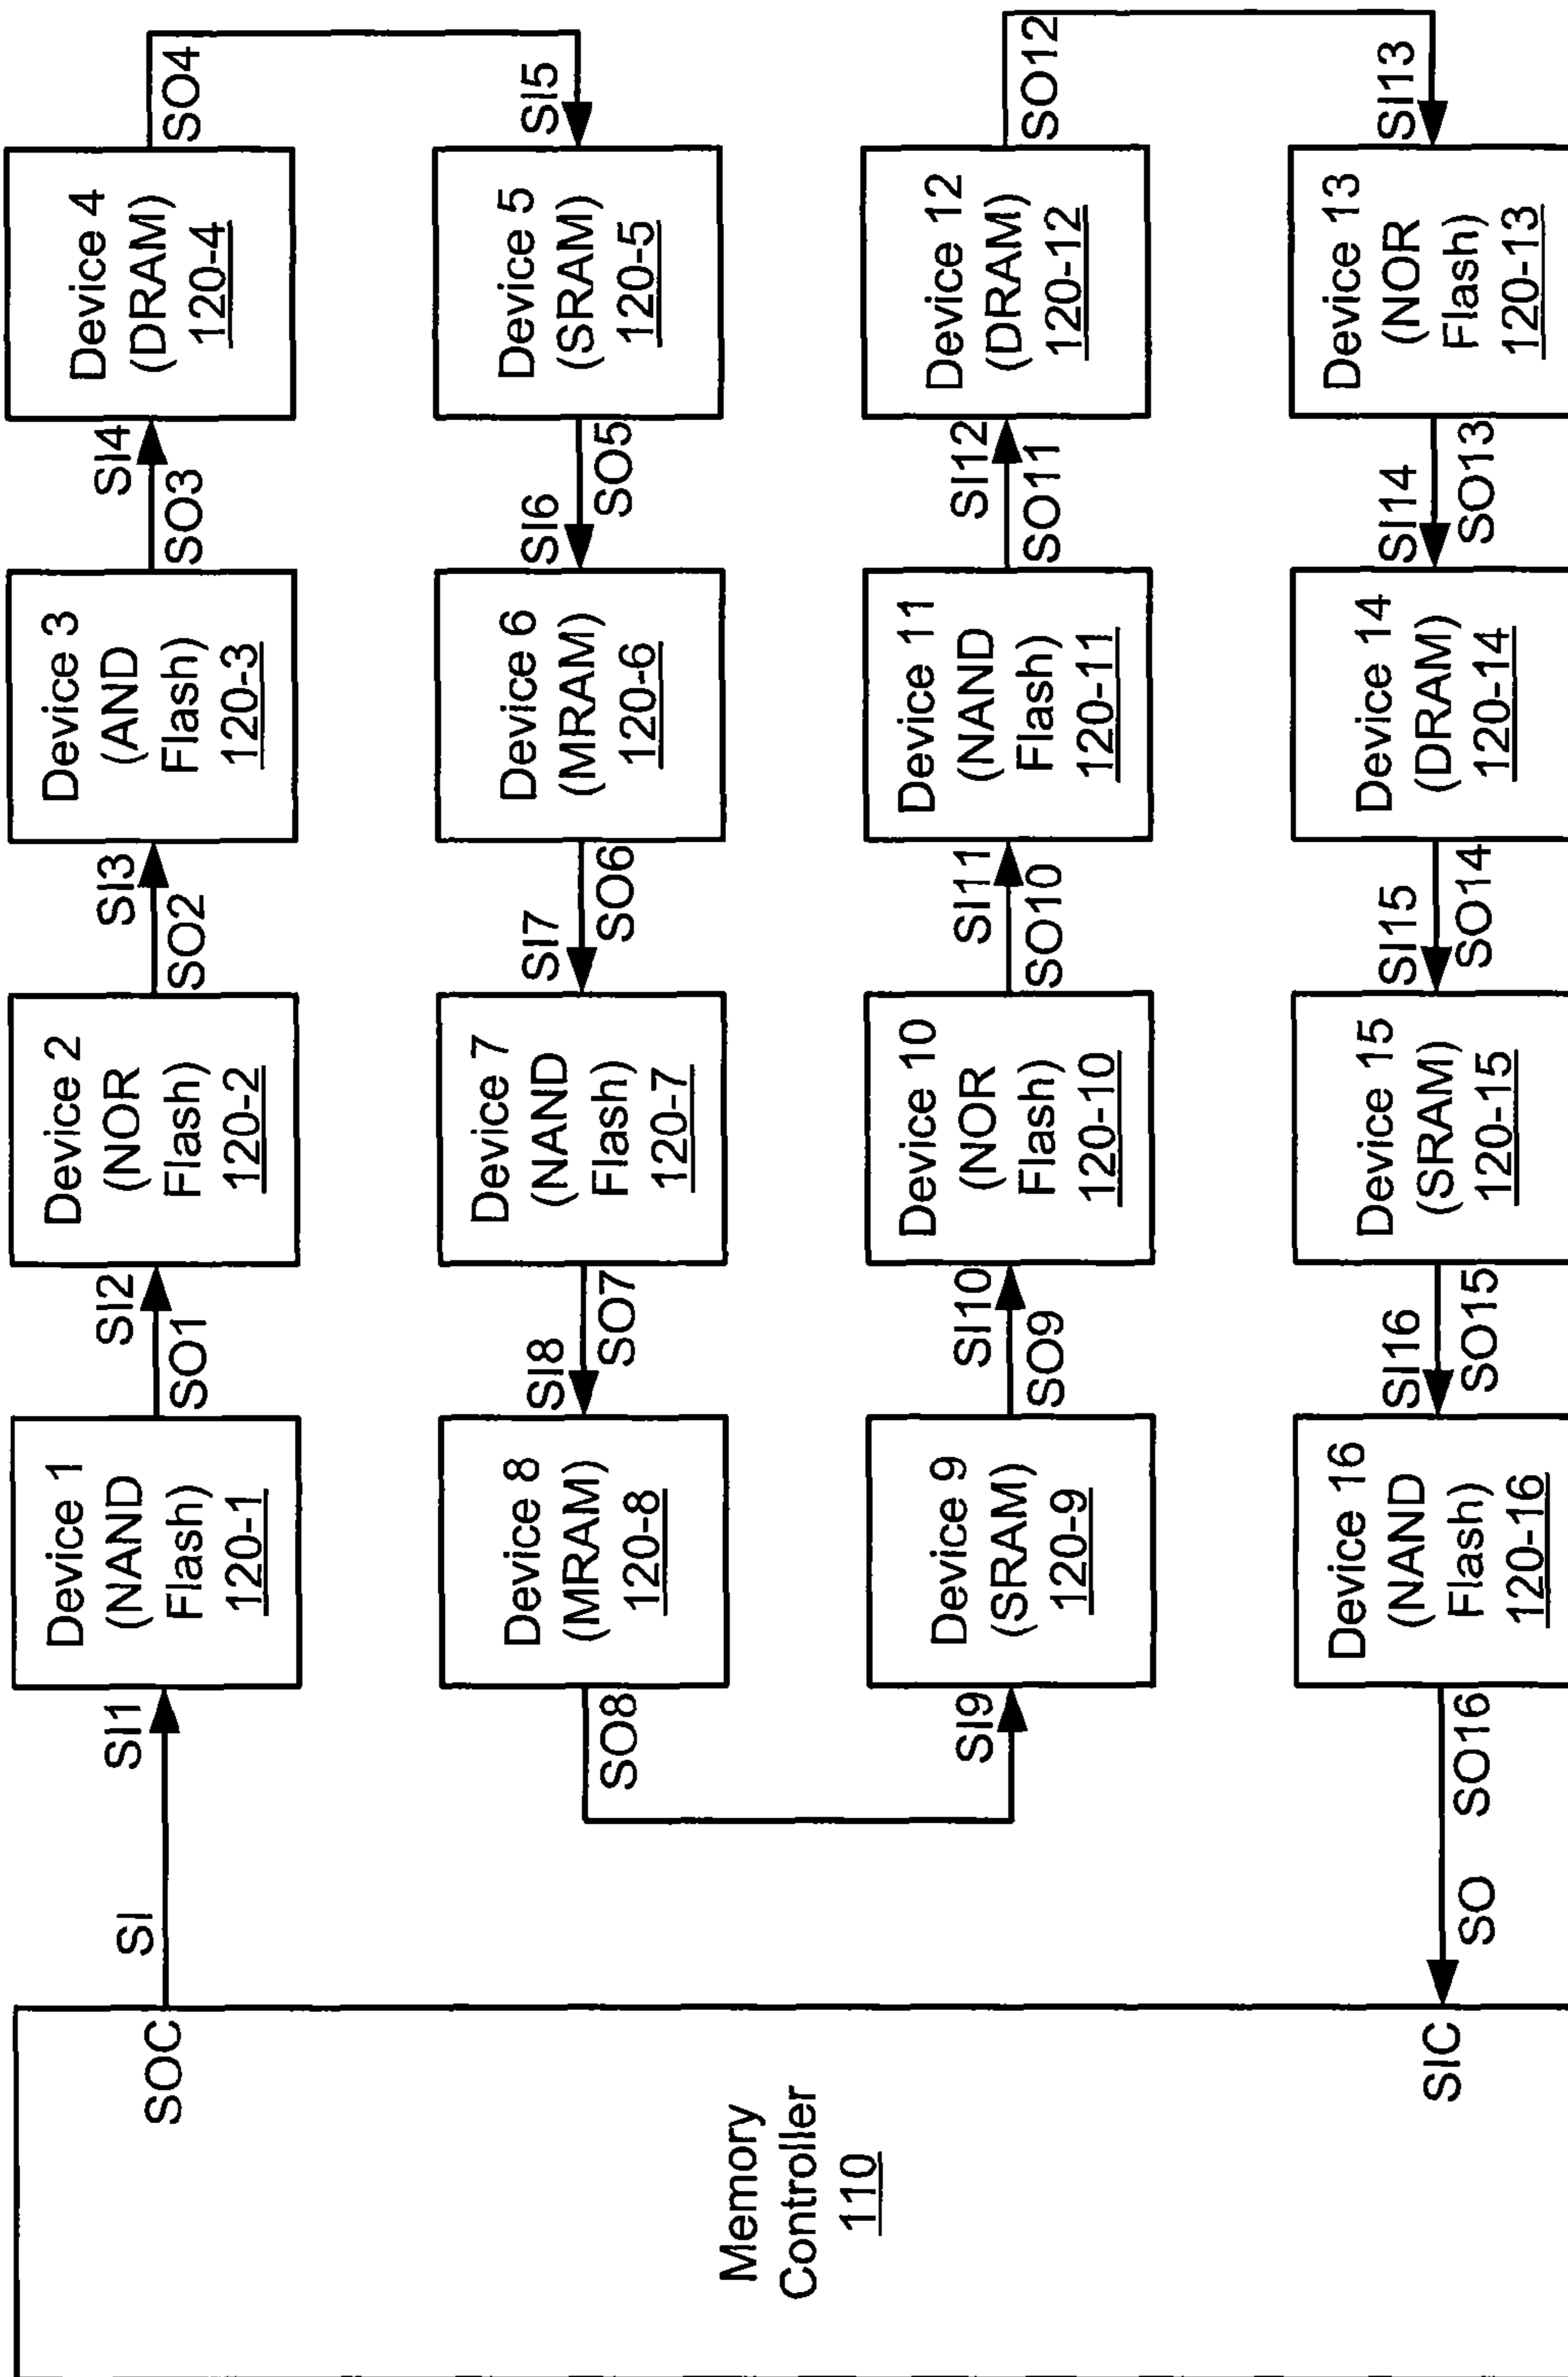 Memory
Controller
110
SOC
SIC
SI
SI1
Device 1
(NAND
Flash)
120-1
SO1
SI2
Device 2
(NOR
Flash)
120-2
SO2
SI3
Device 3
(AND
Flash)
120-3
SO3
SI4
Device 4
(DRAM)
120-4
SO4
SI5
Device 5
(SRAM)
120-5
SO5
SI6
Device 6
(MRAM)
120-6
SO6
SI7
Device 7
(NAND
Flash)
120-7
SO7
SI8
Device 8
(MRAM)
120-8
SO8
SI9
Device 9
(SRAM)
120-9
SO9
SI10
Device 10
(NOR
Flash)
120-10
SO10
SI11
Device 11
(NAND
Flash)
120-11
SO11
SI12
Device 12
(DRAM)
120-12
SO12
SI13
Device 13
(NOR
Flash)
120-13
SO13
SI14
Device 14
(DRAM)
120-14
SO14
SI15
Device 15
(SRAM)
120-15
SO15
SI16
Device 16
(NAND
Flash)
120-16
SO16
SO